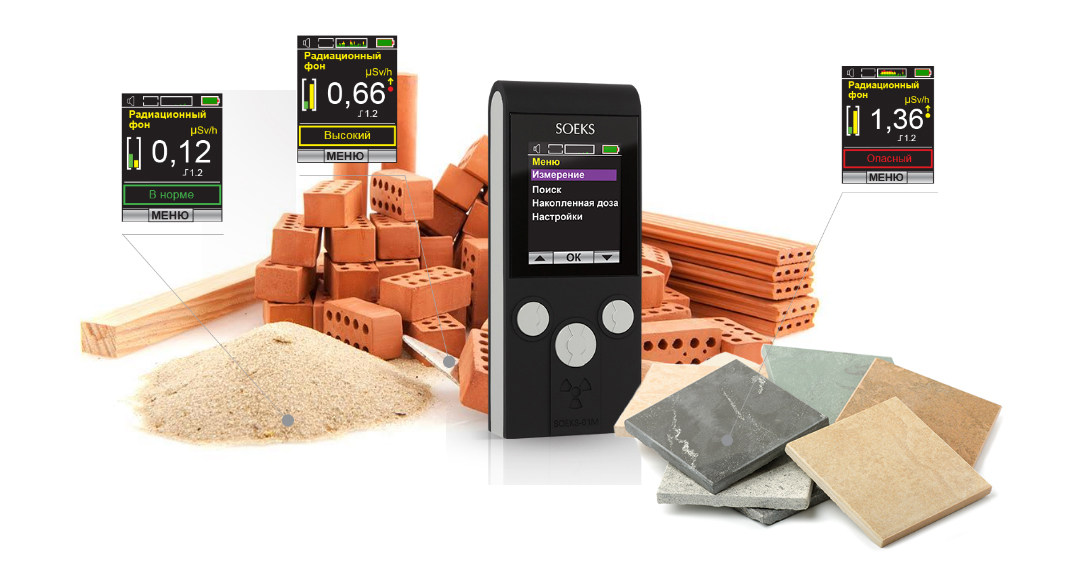 Радиационный
фон
μSv/h
0,12
1.2
В норме
МЕНЮ
Радиационный
фон
μSv/h
0,66
1.2
Высокий
МЕНЮ
SOEKS
Меню
Измерение
Поиск
Накопленная доза
Настройки
ОК
Радиационный
фон
μSv/h
1,36
1.2
Опасный
МЕНЮ